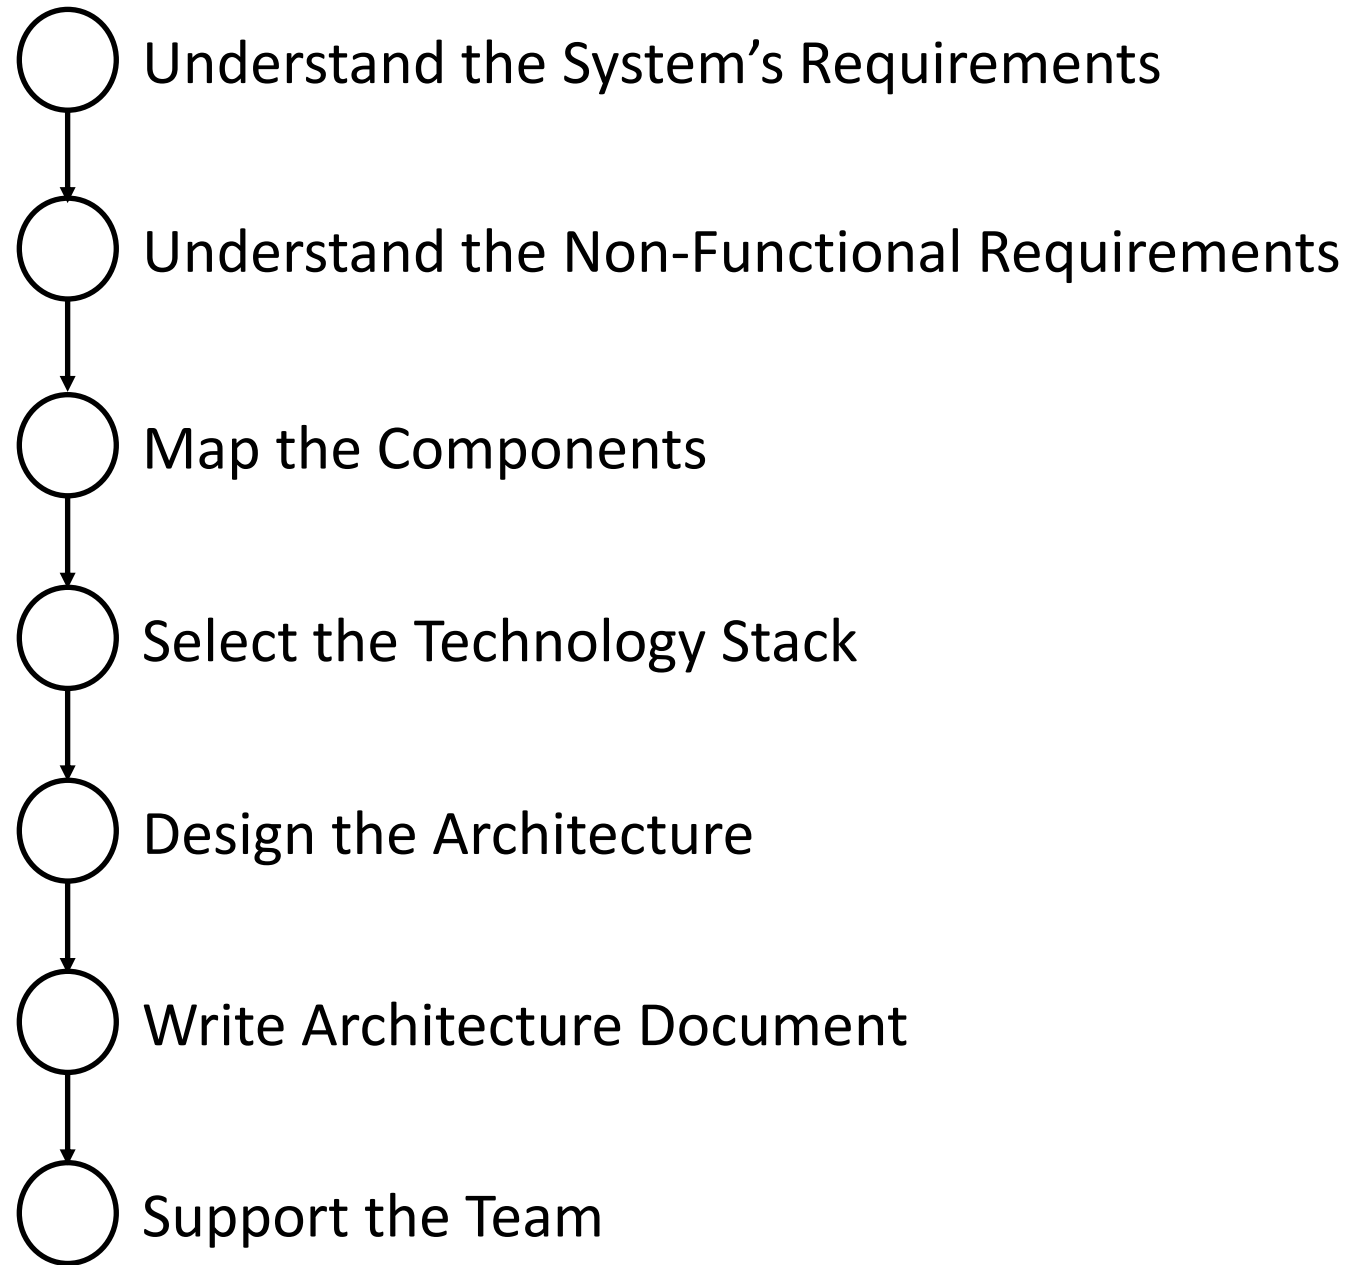 Understand the System’s Requirements
Understand the Non-Functional Requirements
Map the Components
Select the Technology Stack
Design the Architecture
Write Architecture Document
Support the Team